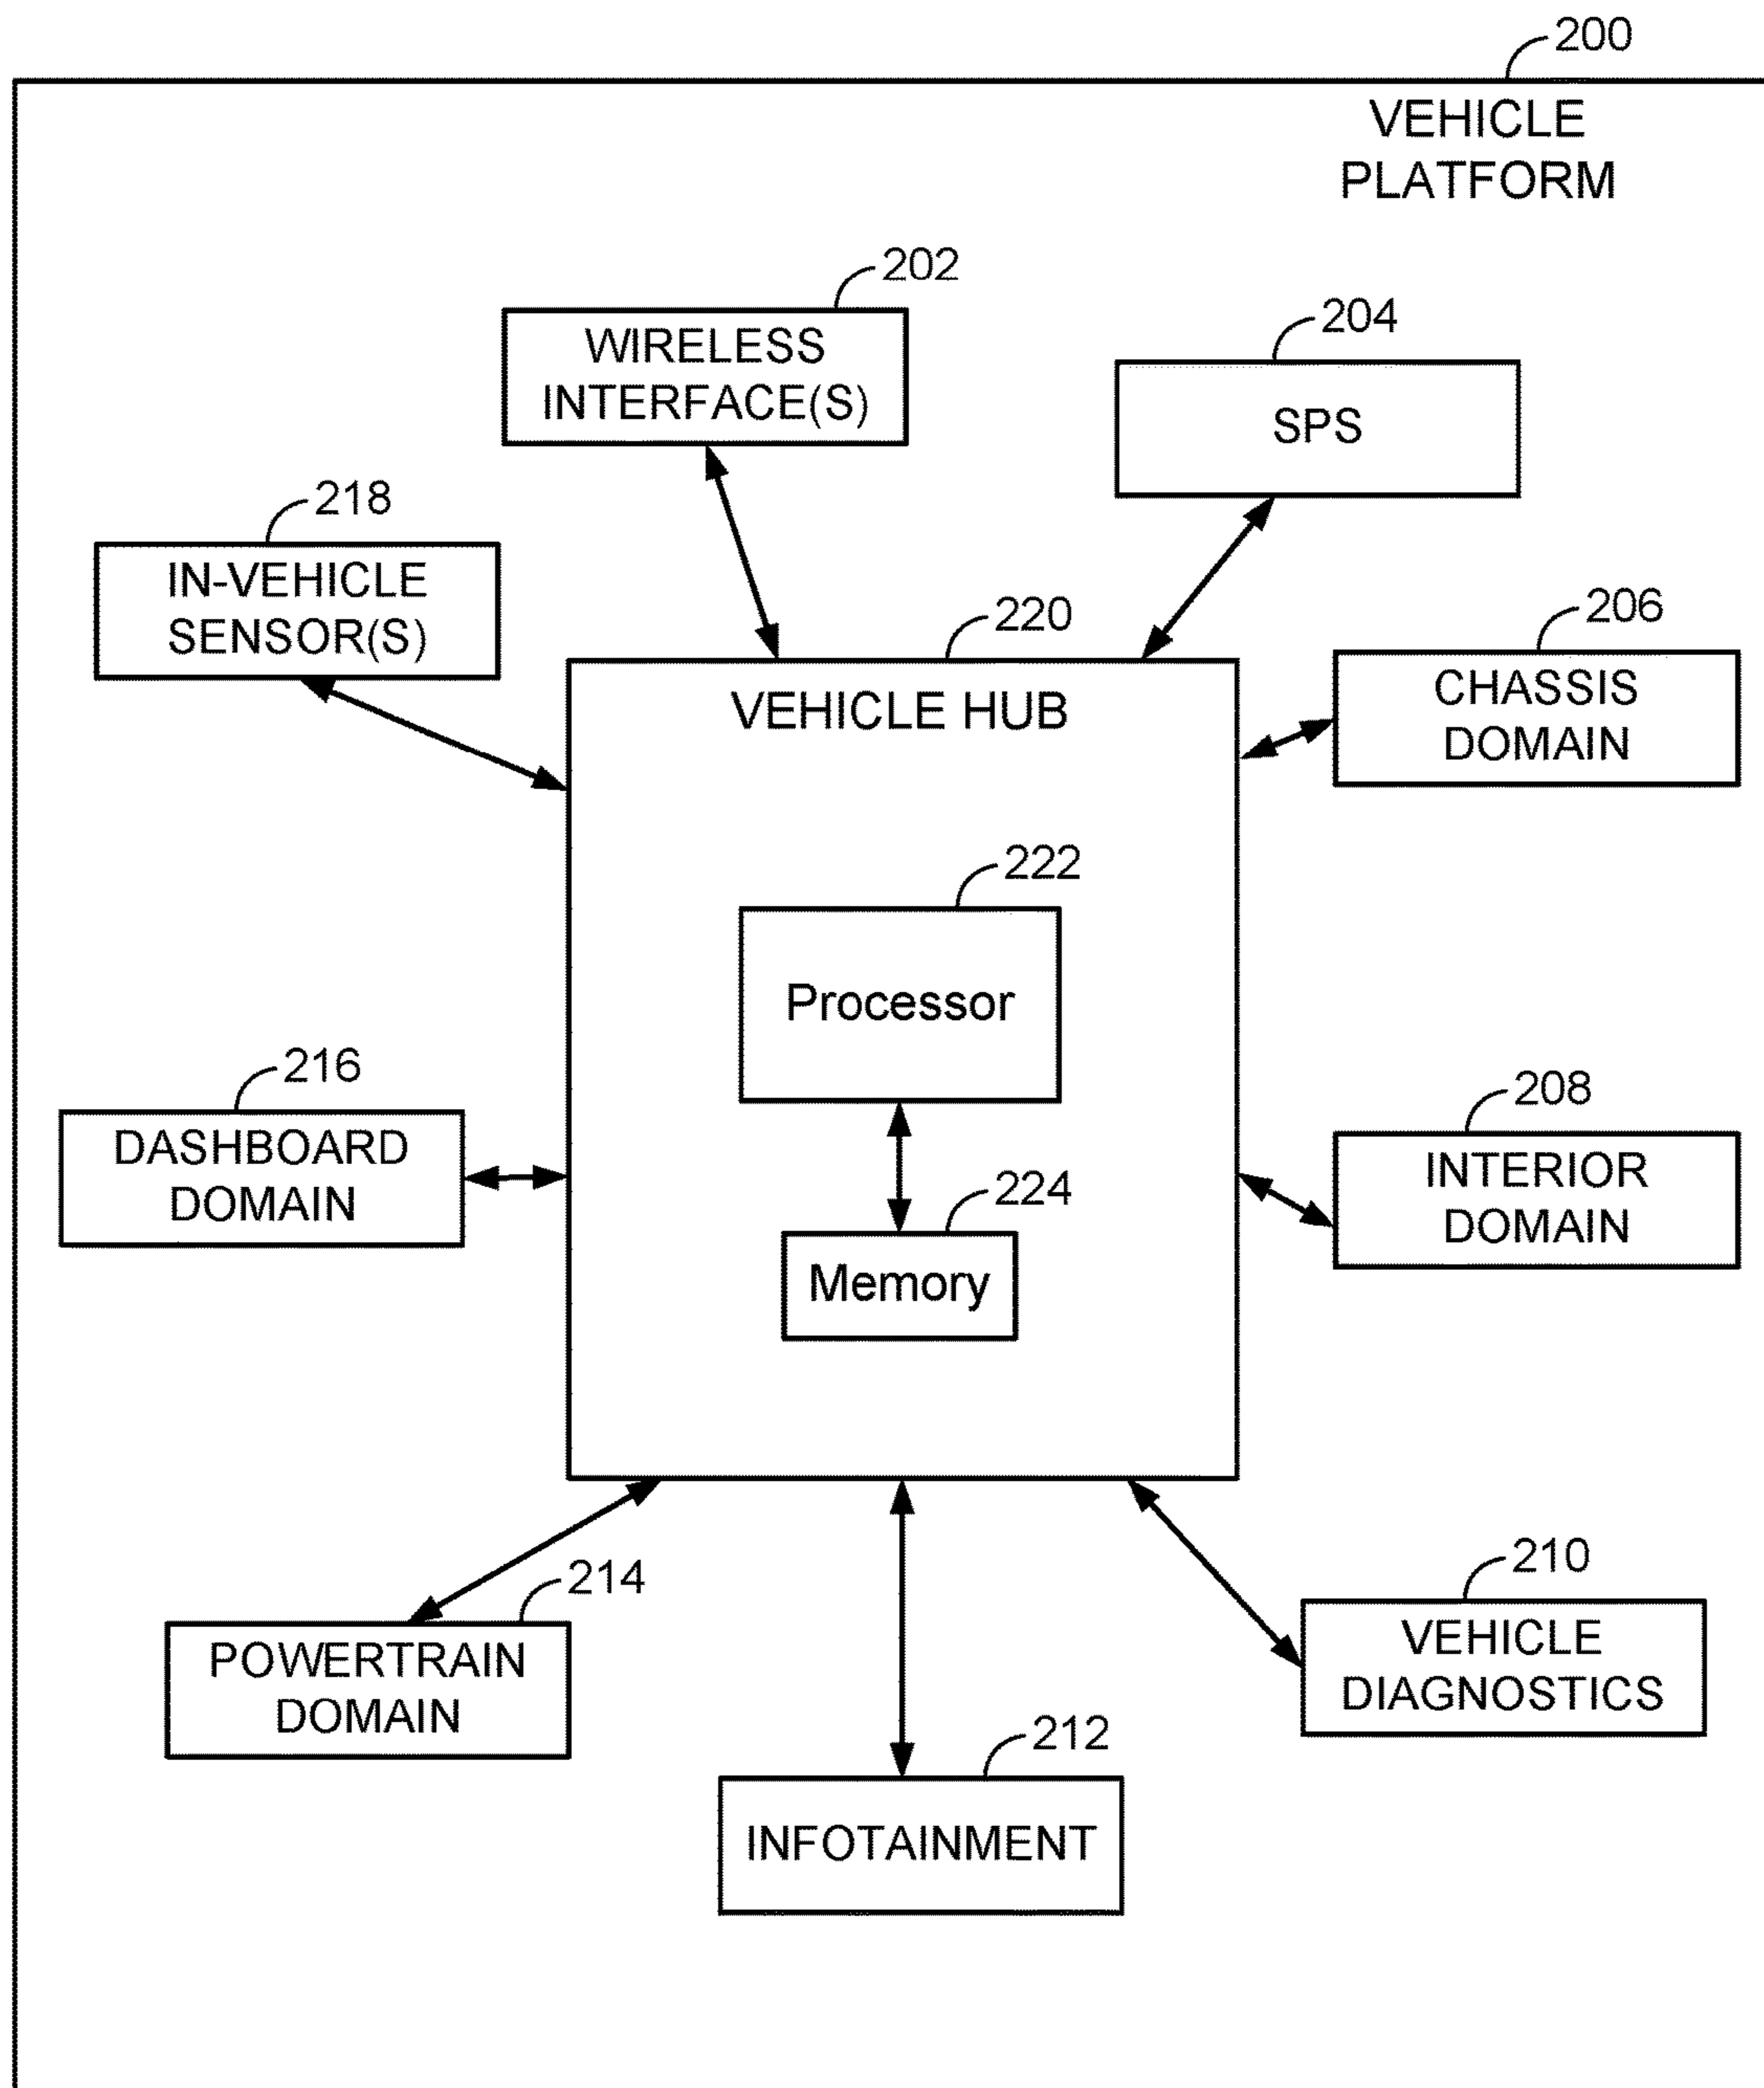 200
VEHICLE
PLATFORM
202
WIRELESS
INTERFACE(S)
204
SPS
218
IN-VEHICLE
SENSOR(S)
220
VEHICLE HUB
206
CHASSIS
DOMAIN
222
Processor
216
DASHBOARD
DOMAIN
208
INTERIOR
DOMAIN
224
Memory
214
POWERTRAIN
DOMAIN
210
VEHICLE
DIAGNOSTICS
212
INFOTAINMENT